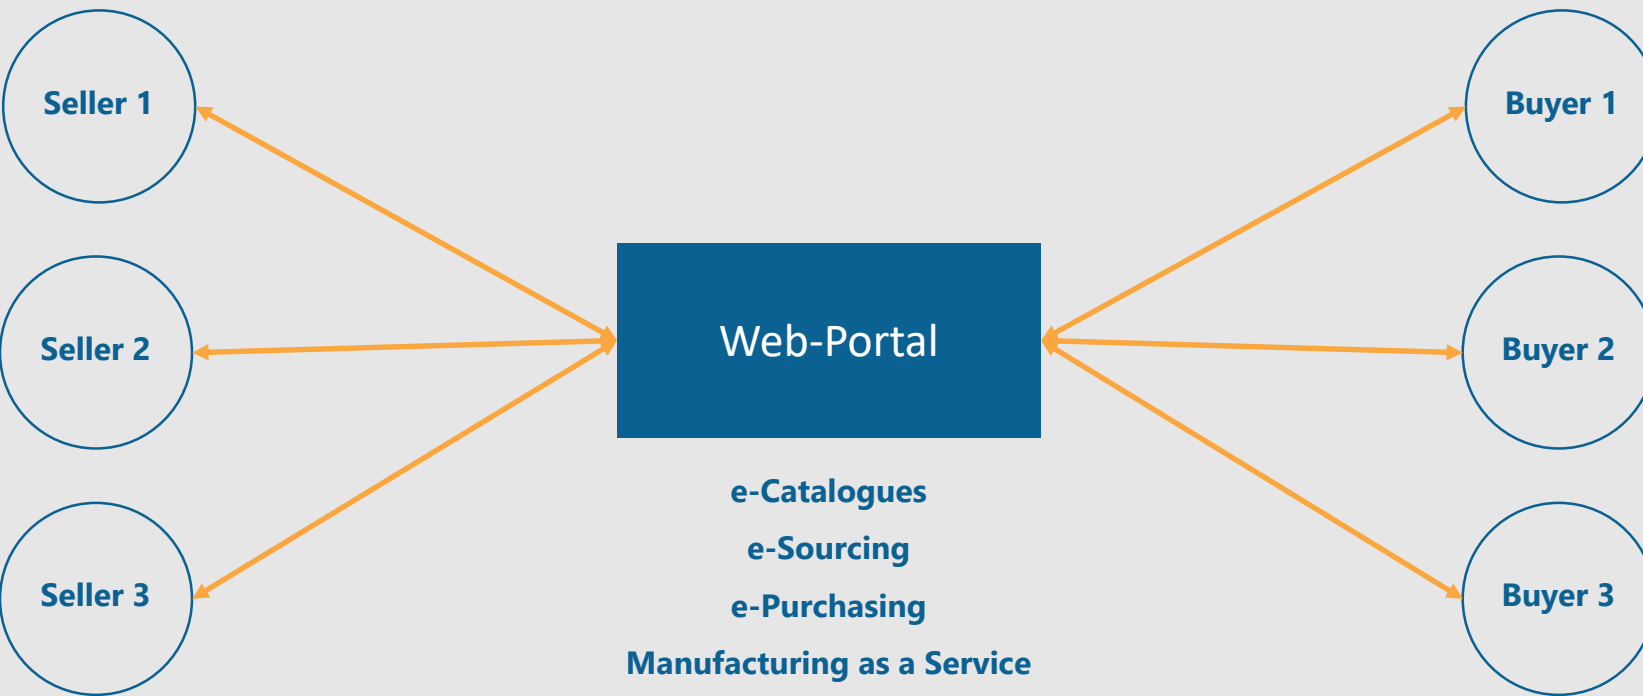 Seller 1
Buyer 1
Seller 2
Web-Portal
Buyer 2
Seller 3
Buyer 3
e-Catalogues
e-Sourcing
e-Purchasing
Manufacturing as a Service